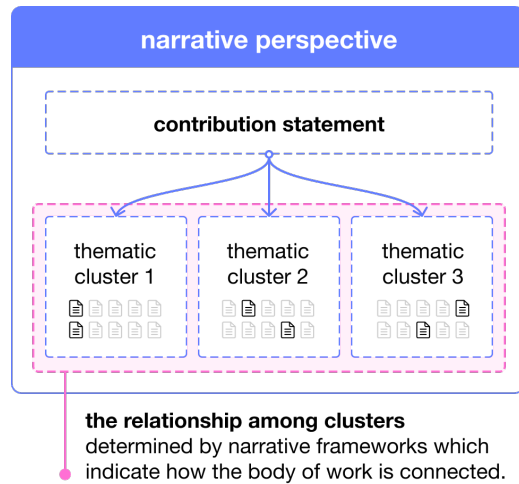 narrative perspective
contribution statement
thematic
cluster 1
thematic
cluster 2
thematic
cluster 3
the relationship among clusters
determined by narrative frameworks which
indicate how the body of work is connected.